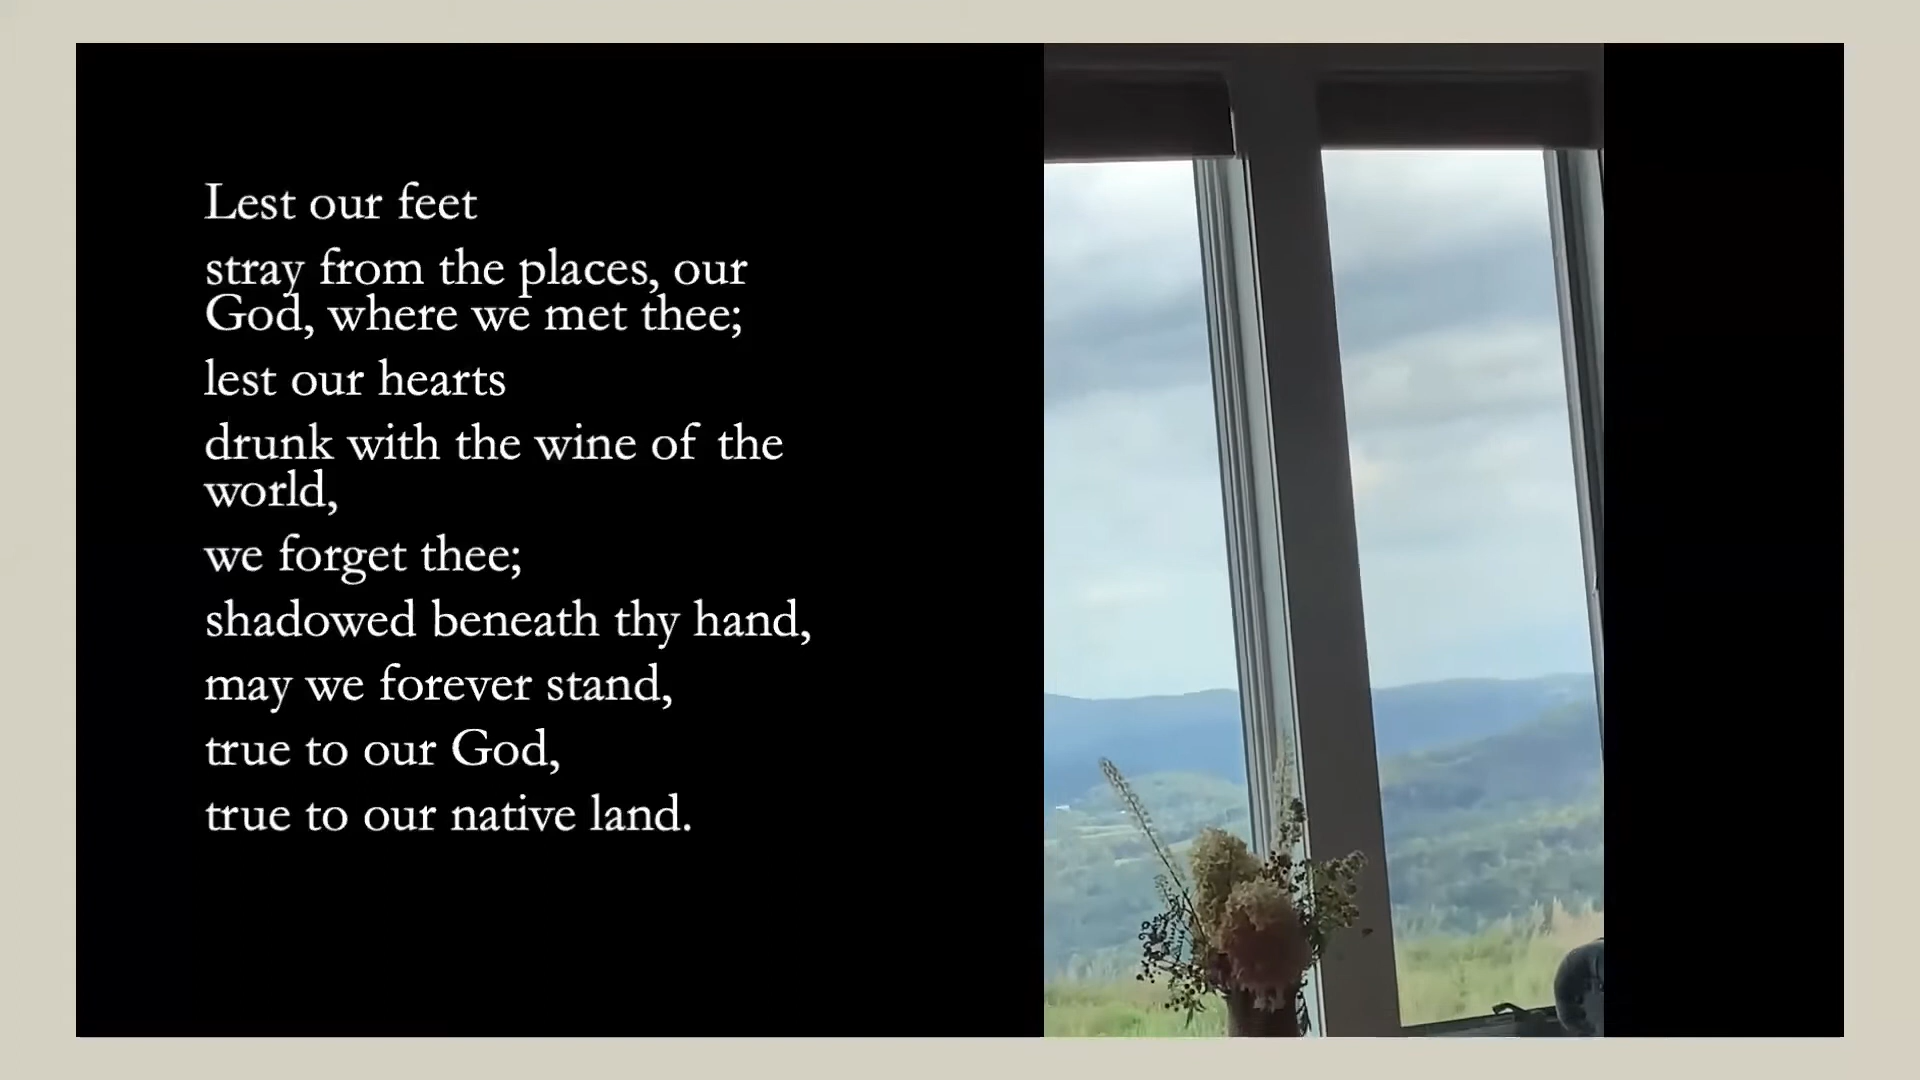 Lest our feet
stray from the places, our
God, where we met thee;
lest our hearts
drunk with the wine of the
world,
we forget thee;
shadowed beneath thy hand,
may we forever stand,
true to our God,
true to our native land.